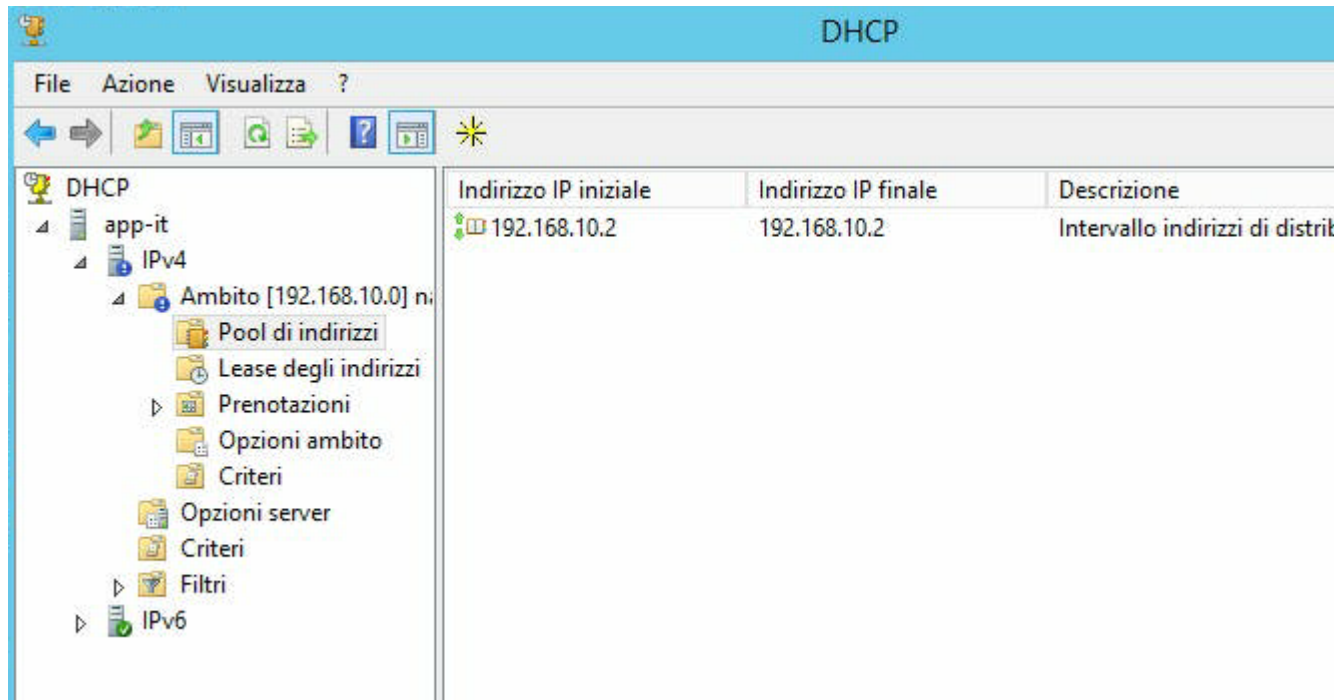 DHCP
File Azione Visualizza ?
DHCP
app-it
IPv4
Ambito [192.168.10.0]
Pool di indirizzi
Lease degli indirizzi
Prenotazioni
Opzioni ambito
Criteri
Opzioni server
Criteri
Filtri
IPv6
Indirizzo IP iniziale Indirizzo IP finale Descrizione
192.168.10.2 192.168.10.2 Intervallo indirizzi di